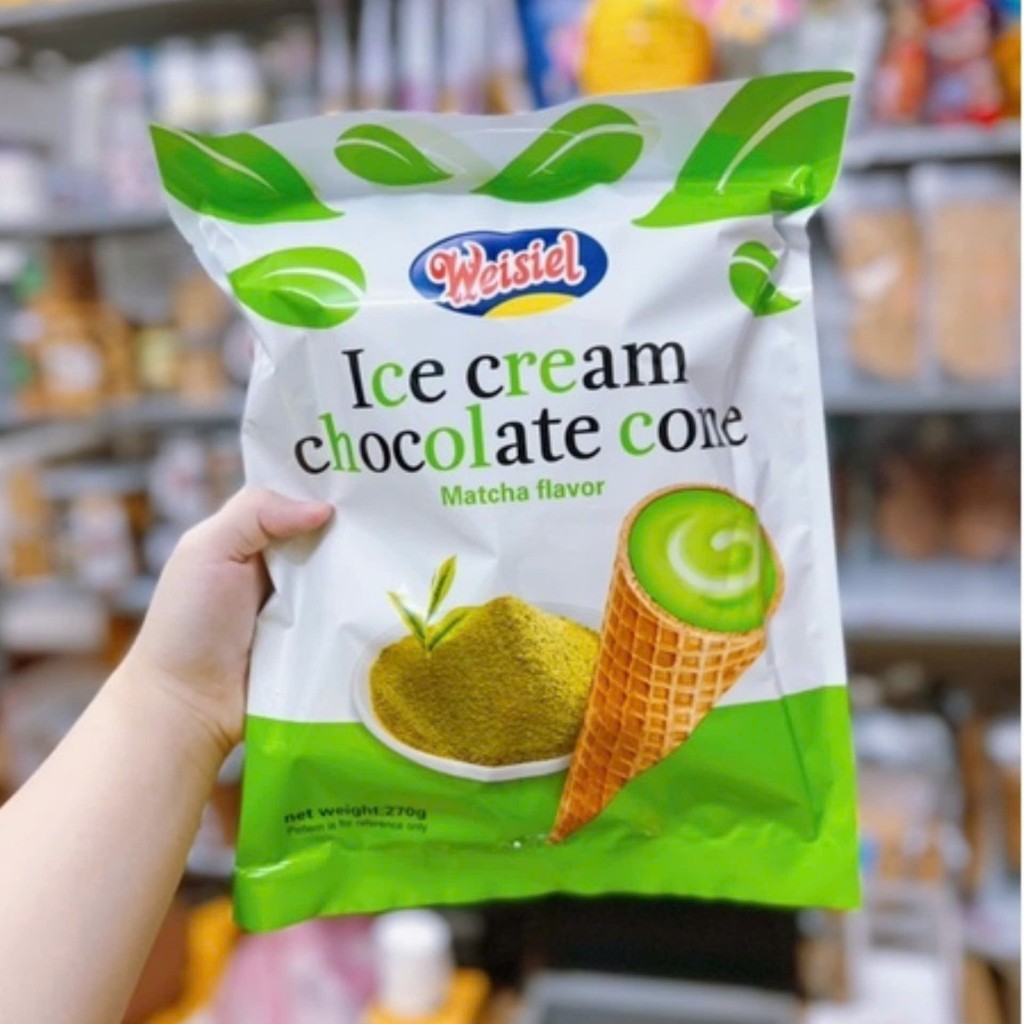 Weisiel
Ice cream
chocolate cone
Matcha flavor
net weight:270g
Pattern is for reference only